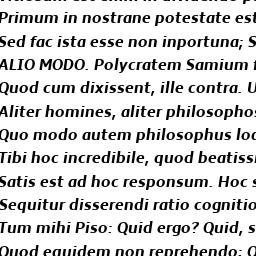 Primum in nostrane potestate est
Sed fac ista esse non inportuna; S
ALIO MODO. Polycratem Samium f
Quod cum dixissent, ille contra. U
Aliter homines, aliter philosophos
Quo modo autem philosophus loc
Tibi hoc incredibile, quod beatiss
Satis est ad hoc responsum. Hoc s
Sequitur disserendi ratio cognitio
Tum mihi Piso: Quid ergo? Quid, s
Quod equidem non reprehendo; O